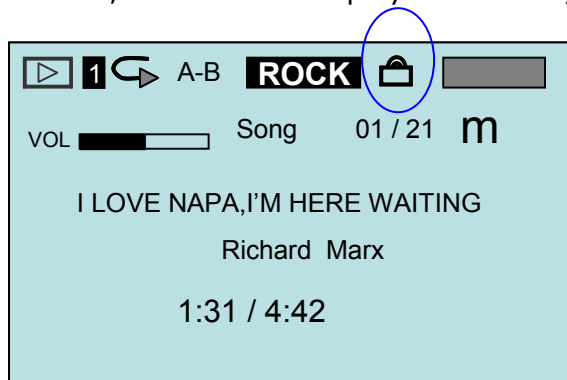 1 A-B ROCK
VOL Song 01 / 21 m
I LOVE NAPA,I'M HERE WAITING
Richard Marx
1:31 / 4:42